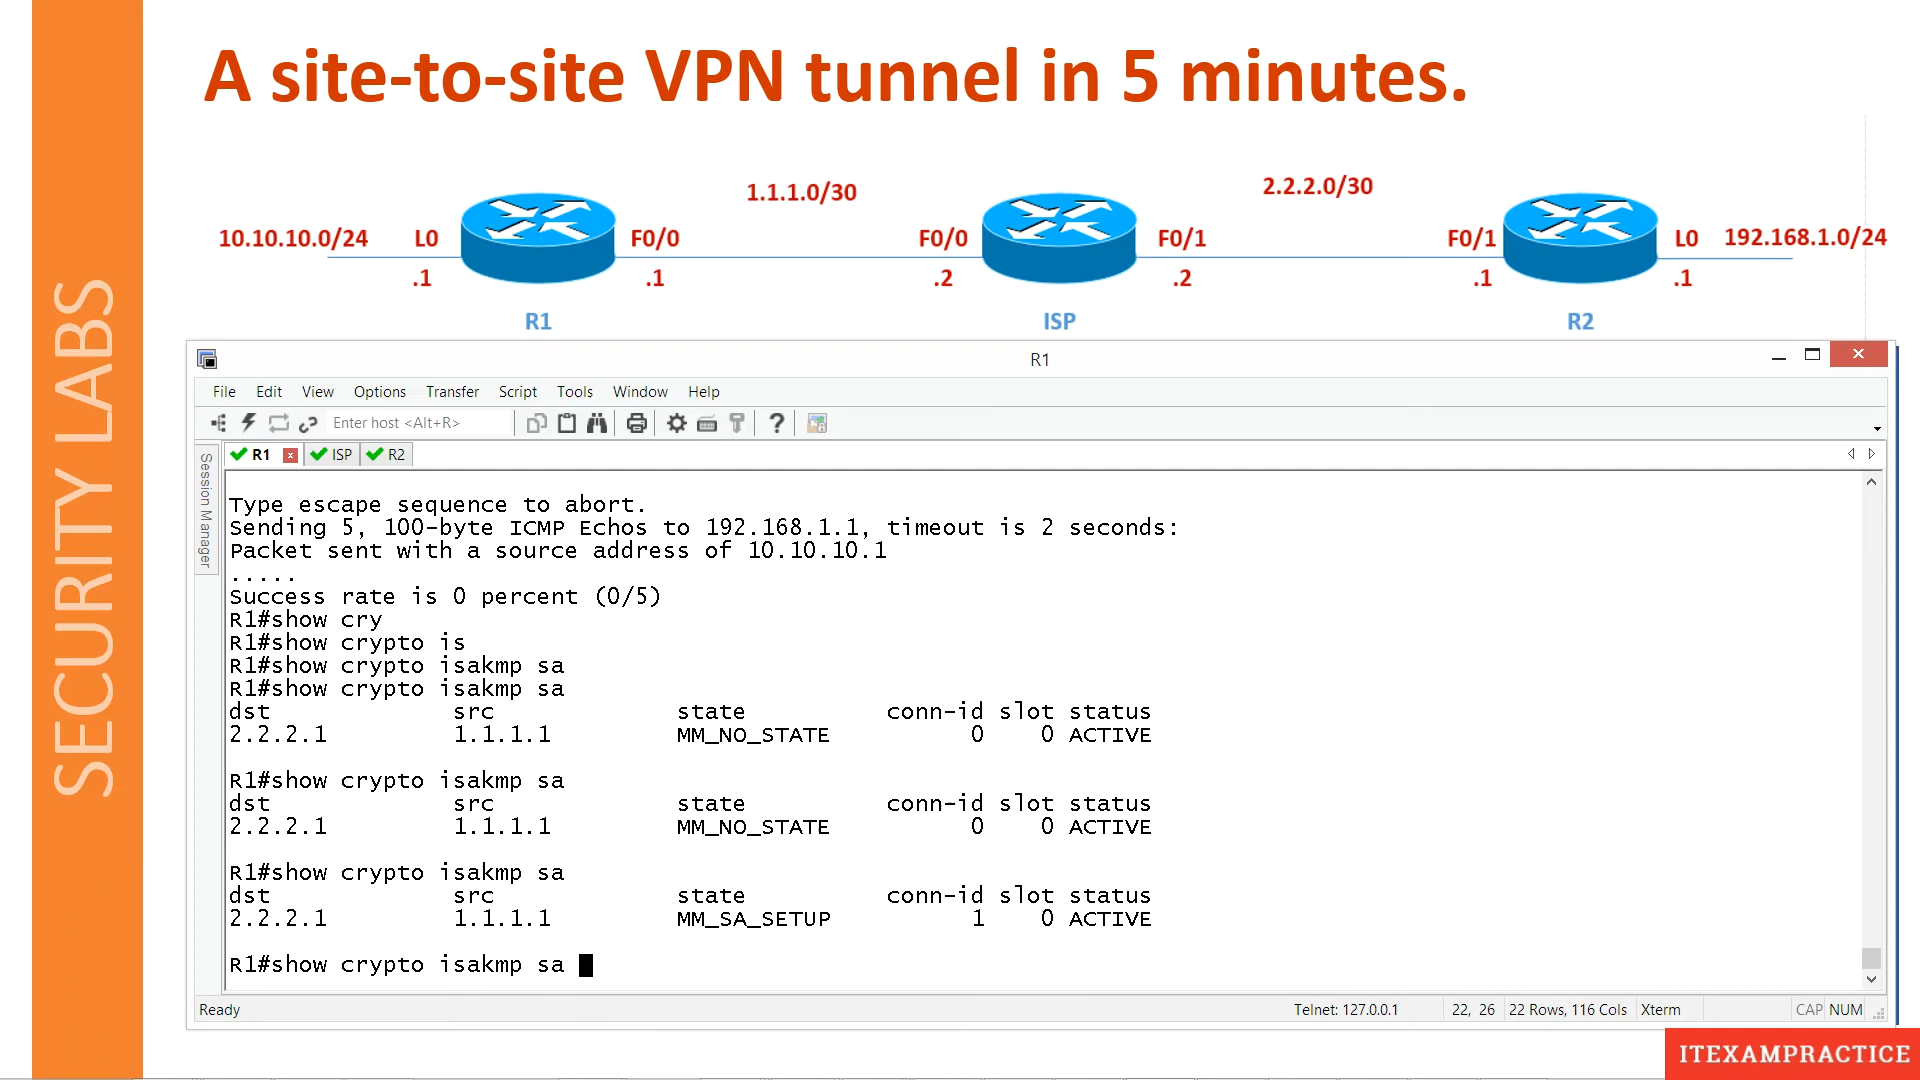 A site-to-site VPN tunnel in 5 minutes.
SECURITY LABS
1.1.1.0/30
2.2.2.0/30
10.10.10.0/24 L0 F0/0 F0/0 F0/1 F0/1 L0 192.168.1.0/24
.1 .1 .2 .2 .1 .1
R1 ISP R2
R1
File Edit View Options Transfer Script Tools Window Help
Enter host <Alt+R>
R1 ISP R2
Session Manager
Type escape sequence to abort.
Sending 5, 100-byte ICMP Echos to 192.168.1.1, timeout is 2 seconds:
Packet sent with a source address of 10.10.10.1
.....
Success rate is 0 percent (0/5)
R1#show cry
R1#show crypto is
R1#show crypto isakmp sa
R1#show crypto isakmp sa
dst src state conn-id slot status
2.2.2.1 1.1.1.1 MM_NO_STATE 0 0 ACTIVE
R1#show crypto isakmp sa
dst src state conn-id slot status
2.2.2.1 1.1.1.1 MM_NO_STATE 0 0 ACTIVE
R1#show crypto isakmp sa
dst src state conn-id slot status
2.2.2.1 1.1.1.1 MM_SA_SETUP 1 0 ACTIVE
R1#show crypto isakmp sa
Ready Telnet: 127.0.0.1 22, 26 22 Rows, 116 Cols Xterm CAP NUM
ITEXAMPRACTICE